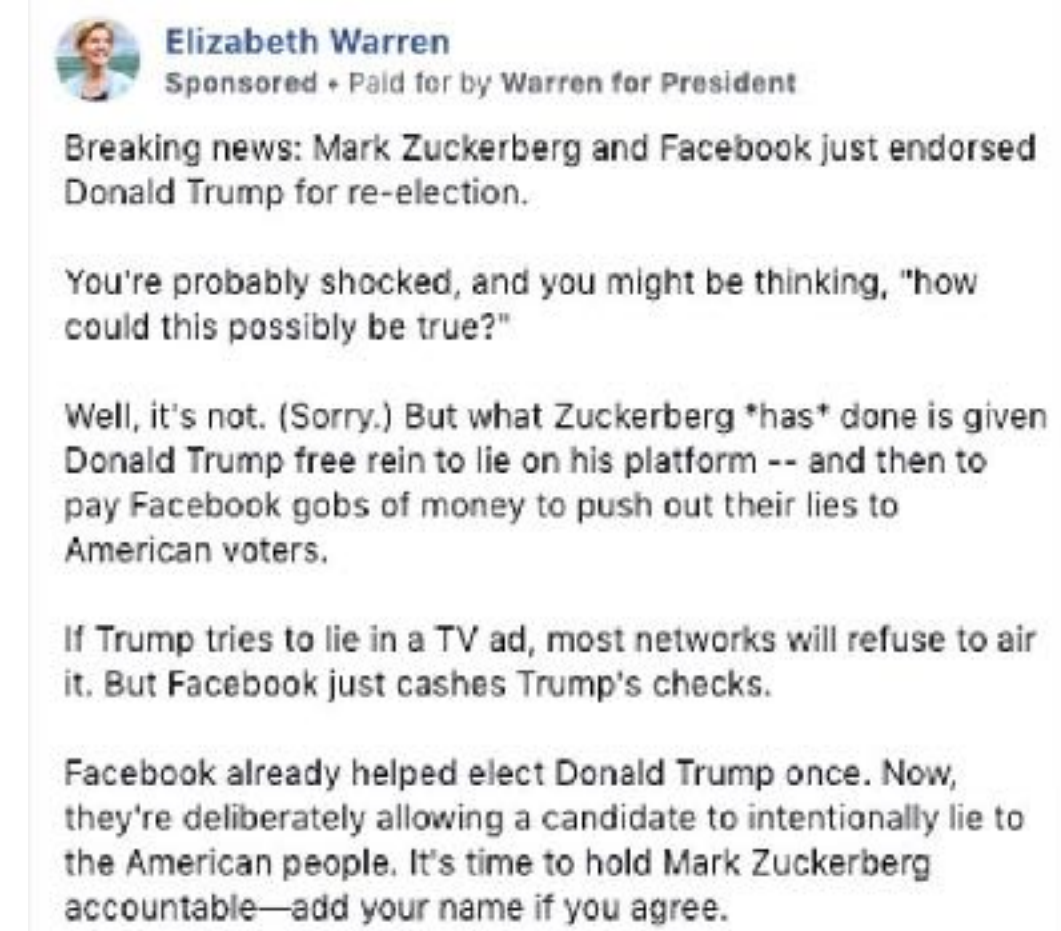 Elizabeth Warren
Sponsored • Paid for by Warren for President
Breaking news: Mark Zuckerberg and Facebook just endorsed
Donald Trump for re-election.
You're probably shocked, and you might be thinking, "how
could this possibly be true?"
Well, it's not. (Sorry.) But what Zuckerberg *has* done is given
Donald Trump free rein to lie on his platform -- and then to
pay Facebook gobs of money to push out their lies to
American voters.
If Trump tries to lie in a TV ad, most networks will refuse to air
it. But Facebook just cashes Trump's checks.
Facebook already helped elect Donald Trump once. Now,
they're deliberately allowing a candidate to intentionally lie to
the American people. It's time to hold Mark Zuckerberg
accountable—add your name if you agree.